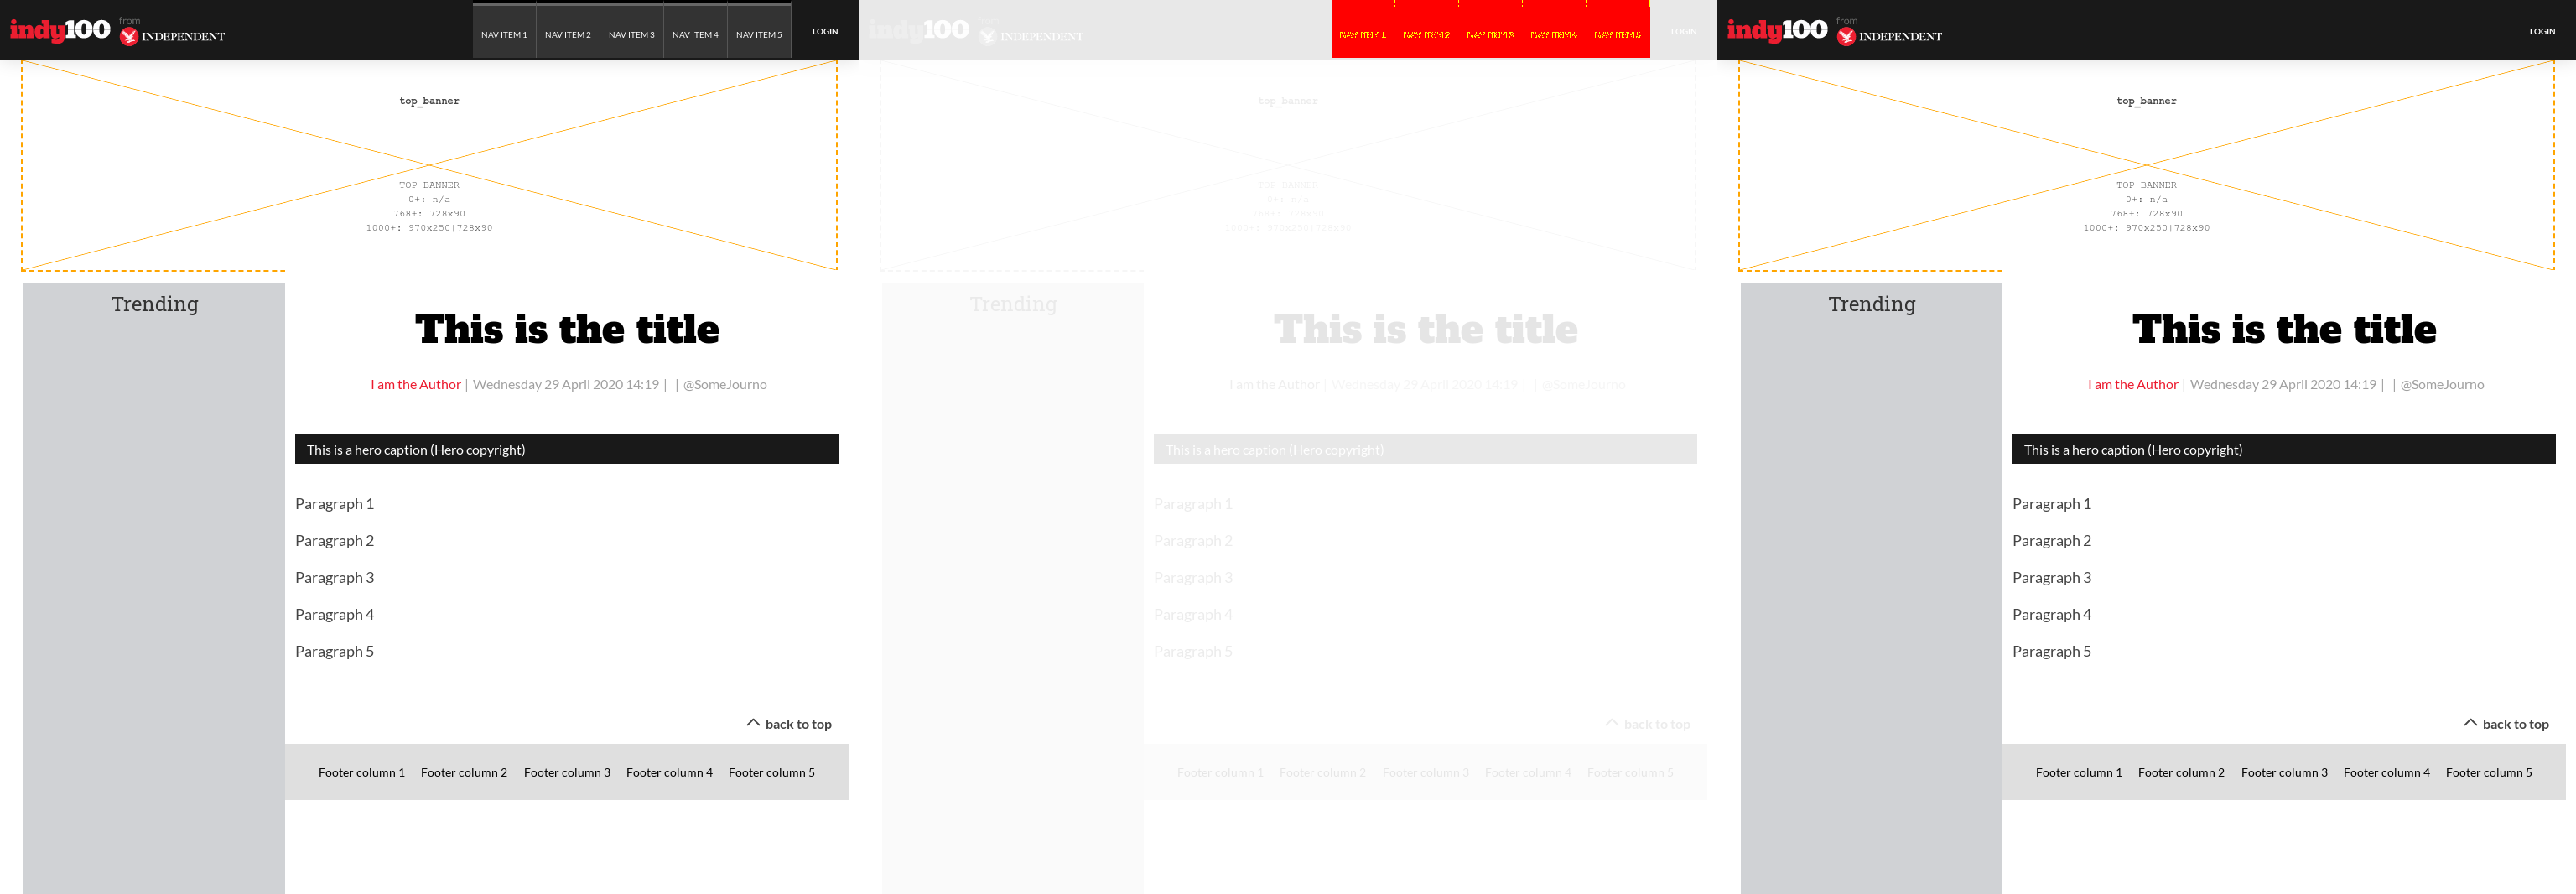 indy100 from INDEPENDENT NAV ITEM 1 NAV ITEM 2 NAV ITEM 3 NAV ITEM 4 NAV ITEM 5 LOGIN
top_banner
TOP_BANNER
0+: n/a
768+: 728x90
1000+: 970x250|728x90
Trending
This is the title
I am the Author | Wednesday 29 April 2020 14:19 | | @SomeJourno
This is a hero caption (Hero copyright)
Paragraph 1
Paragraph 2
Paragraph 3
Paragraph 4
Paragraph 5
back to top
Footer column 1 Footer column 2 Footer column 3 Footer column 4 Footer column 5
indy100 from INDEPENDENT NAV ITEM 1 NAV ITEM 2 NAV ITEM 3 NAV ITEM 4 NAV ITEM 5 LOGIN
top_banner
TOP_BANNER
0+: n/a
768+: 728x90
1000+: 970x250|728x90
Trending
This is the title
I am the Author | Wednesday 29 April 2020 14:19 | | @SomeJourno
This is a hero caption (Hero copyright)
Paragraph 1
Paragraph 2
Paragraph 3
Paragraph 4
Paragraph 5
back to top
Footer column 1 Footer column 2 Footer column 3 Footer column 4 Footer column 5
indy100 from INDEPENDENT LOGIN
top_banner
TOP_BANNER
0+: n/a
768+: 728x90
1000+: 970x250|728x90
Trending
This is the title
I am the Author | Wednesday 29 April 2020 14:19 | | @SomeJourno
This is a hero caption (Hero copyright)
Paragraph 1
Paragraph 2
Paragraph 3
Paragraph 4
Paragraph 5
back to top
Footer column 1 Footer column 2 Footer column 3 Footer column 4 Footer column 5